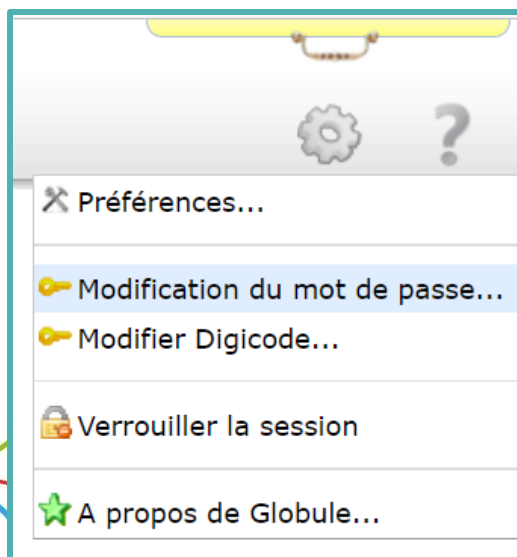 Préférences...
Modification du mot de passe...
Modifier Digicode...
Verrouiller la session
A propos de Globule...